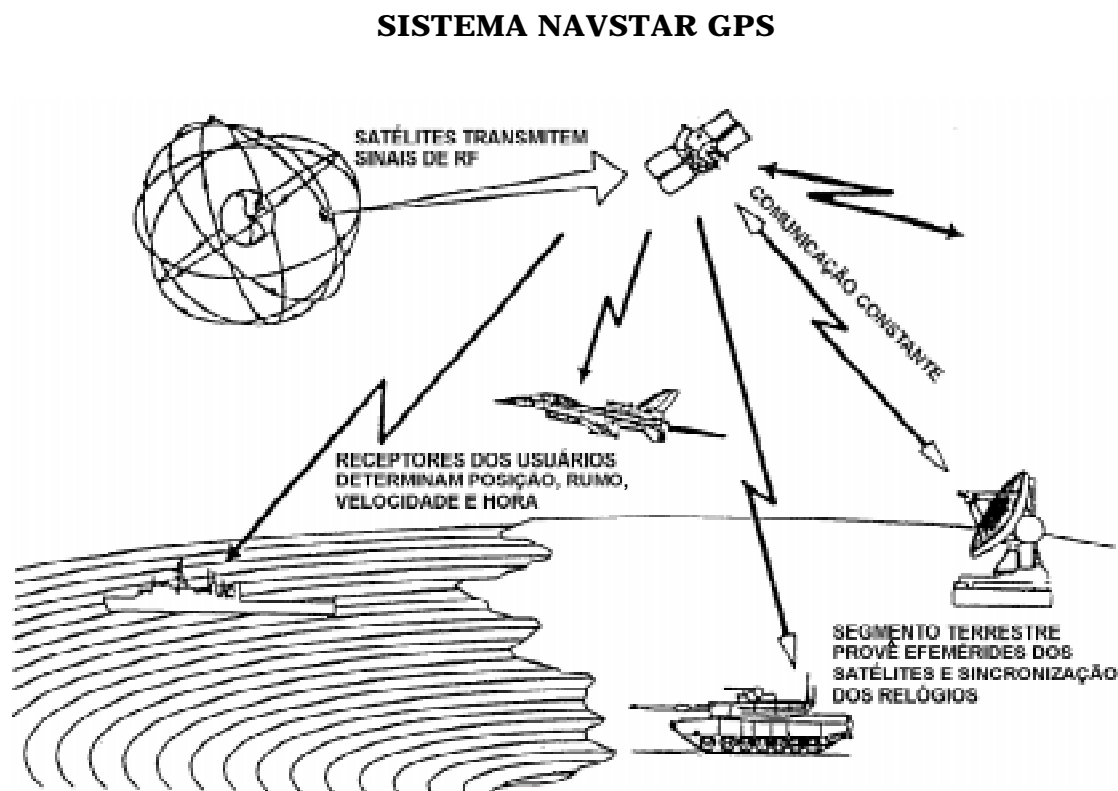 SISTEMA NAVSTAR GPS
SATÉLITES TRANSMITEM
SINAIS DE RF
COMUNICAÇÃO CONSTANTE
RECEPTORES DOS USUÁRIOS
DETERMINAM POSIÇÃO, RUMO,
VELOCIDADE E HORA
SEGMENTO TERRESTRE
PROVÊ EFEMÉRIDES DOS
SATÉLITES E SINCRONIZAÇÃO
DOS RELÓGIOS